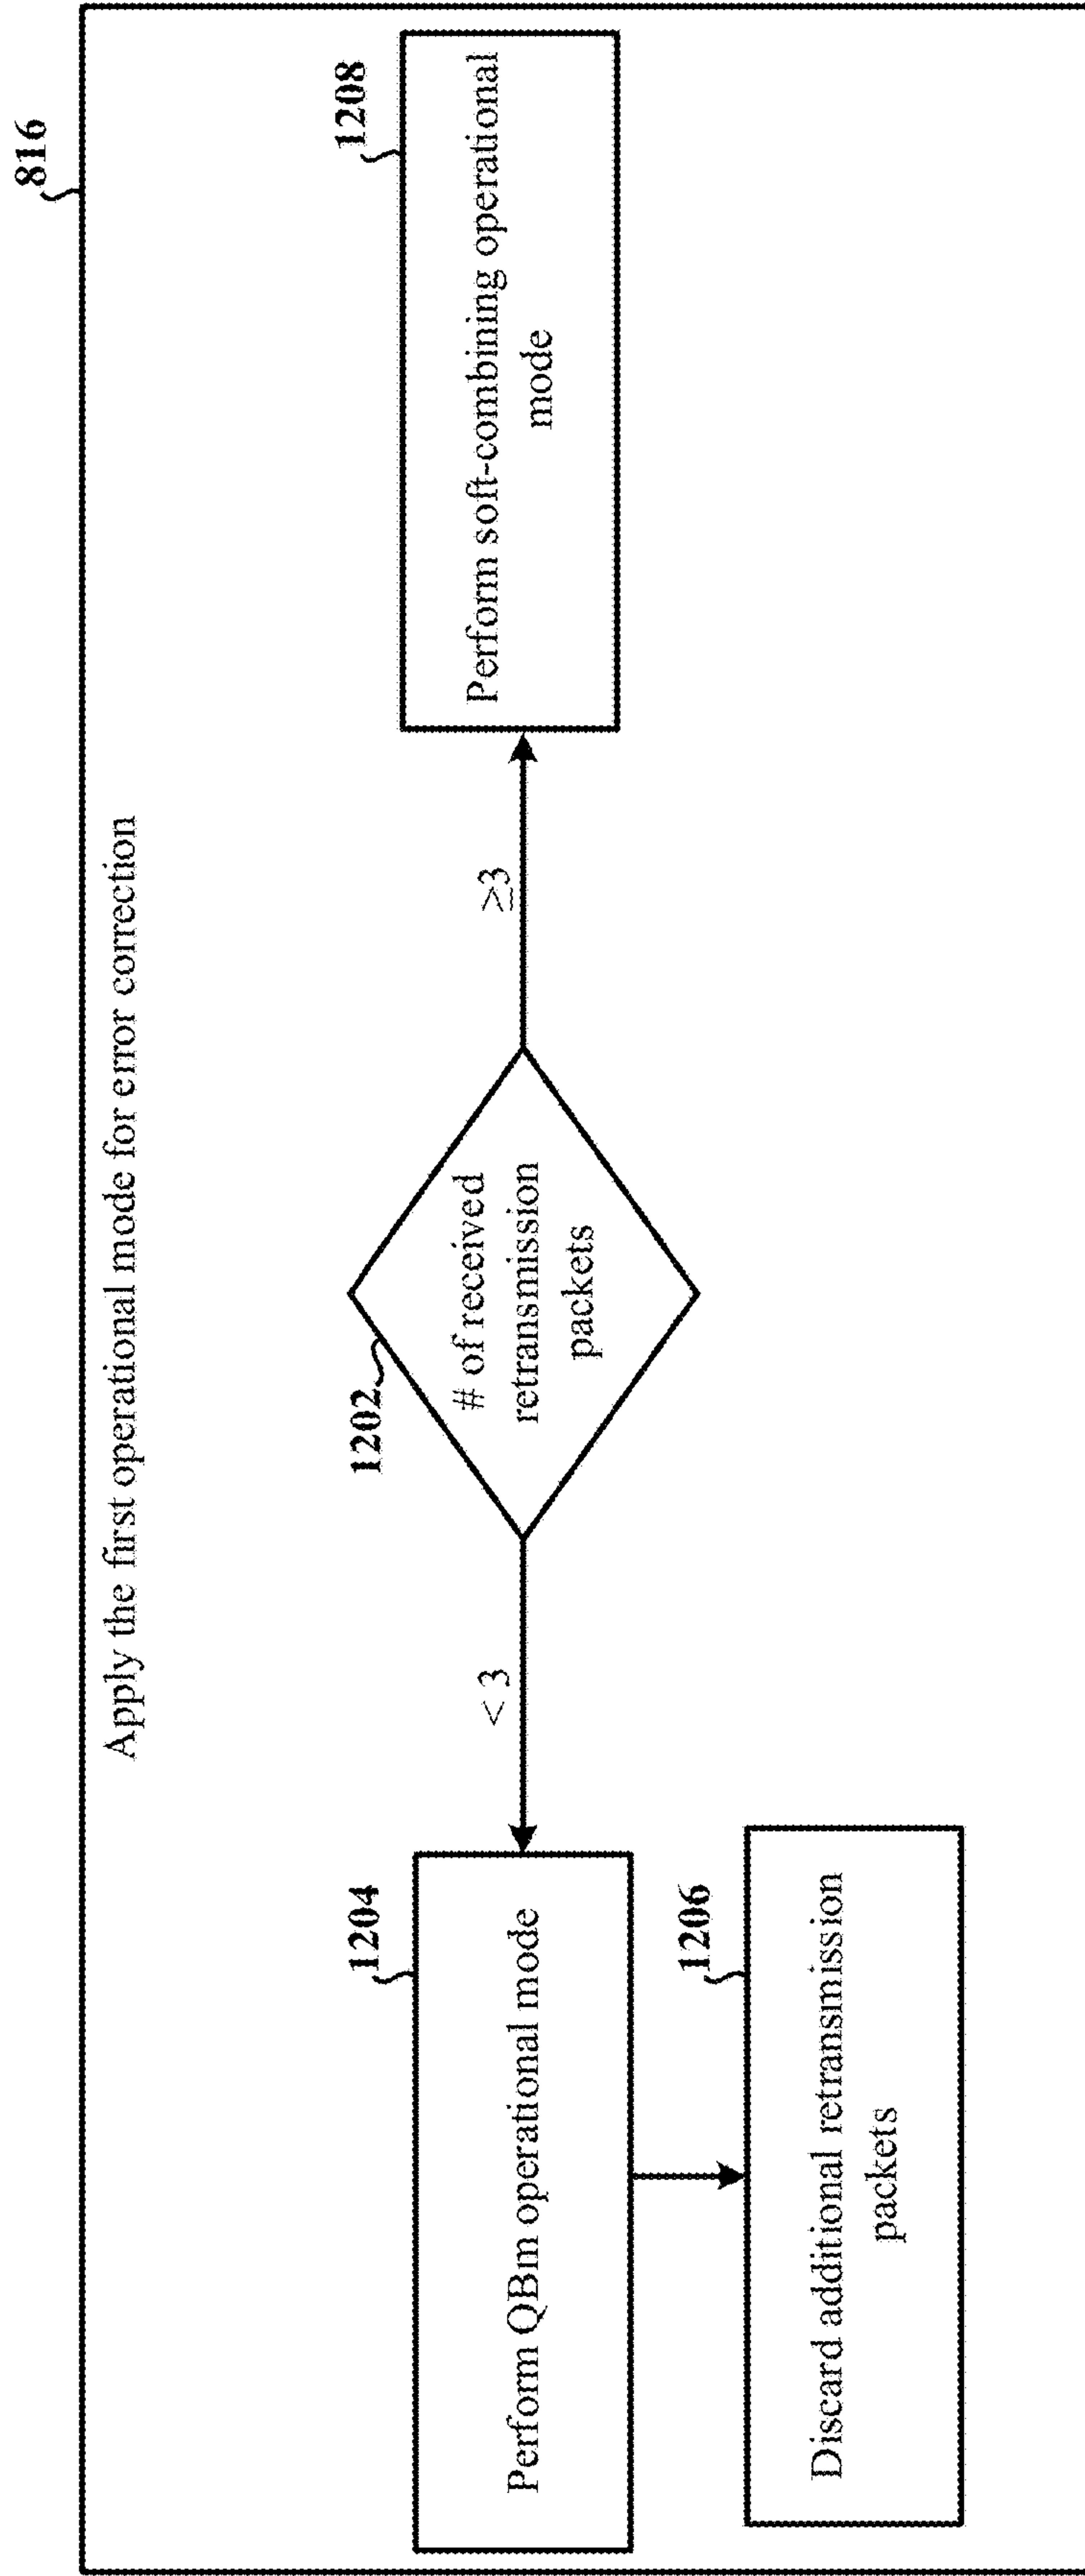 816
Apply the first operational mode for error correction
1202
# of received
retransmission
packets
< 3
≥3
1204
Perform QBm operational mode
1206
Discard additional retransmission
packets
1208
Perform soft-combining operational
mode